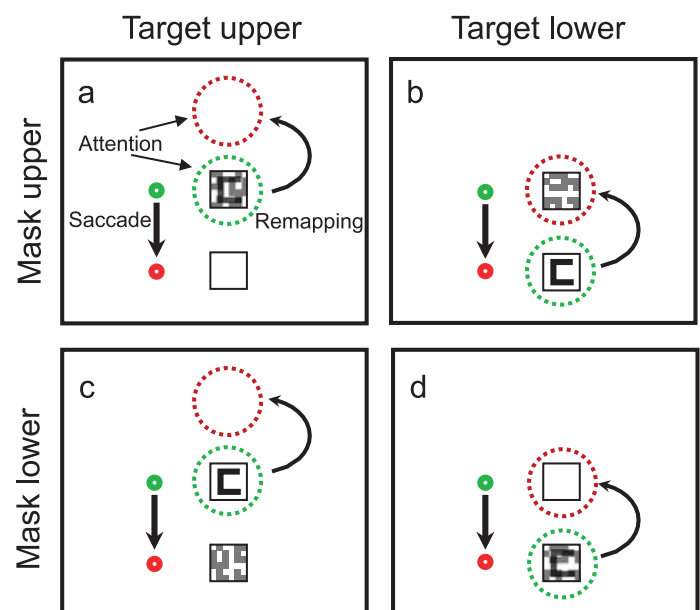 Target upper
Target lower
Mask upper
a
Attention
Saccade
Remapping
b
Mask lower
c
d